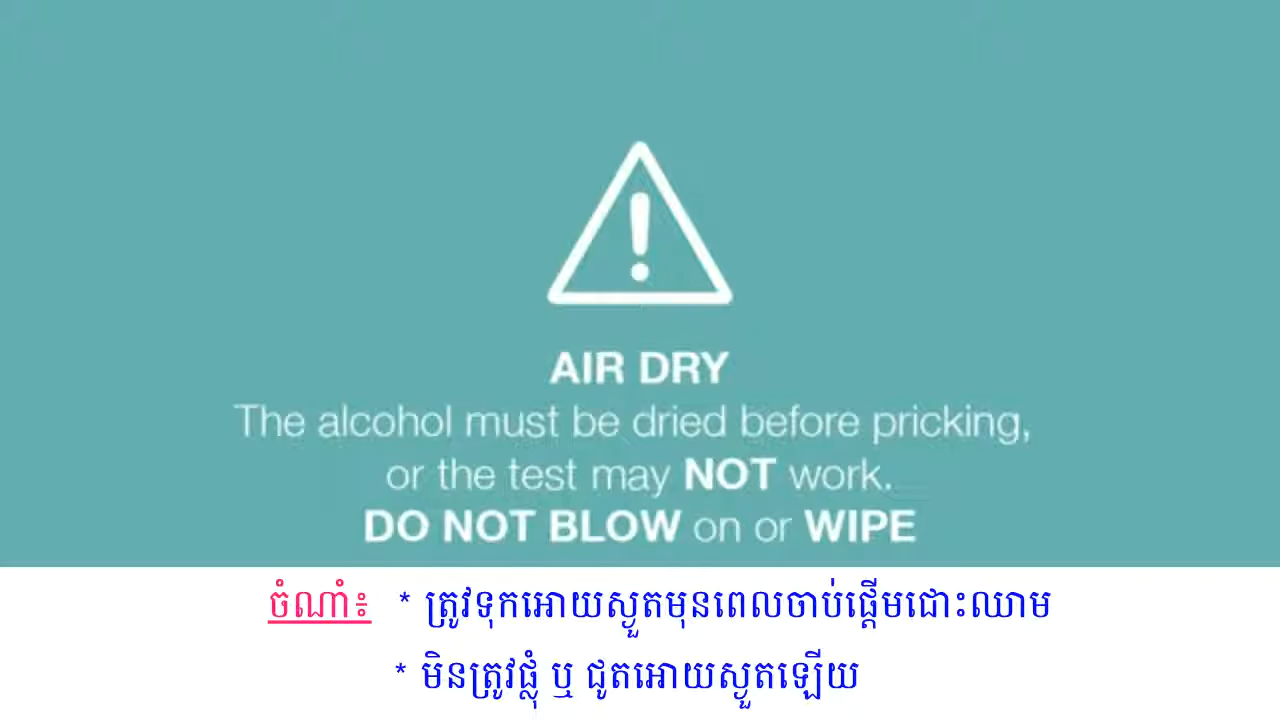 AIR DRY
The alcohol must be dried before pricking,
or the test may NOT work.
DO NOT BLOW on or WIPE
ចំណាំ៖ * ត្រូវទុកអោយស្ងួតមុនពេលចាប់ផ្ដើមជោះឈាម
* មិនត្រូវផ្លុំ ឬ ជូតអោយស្ងួតឡើយ